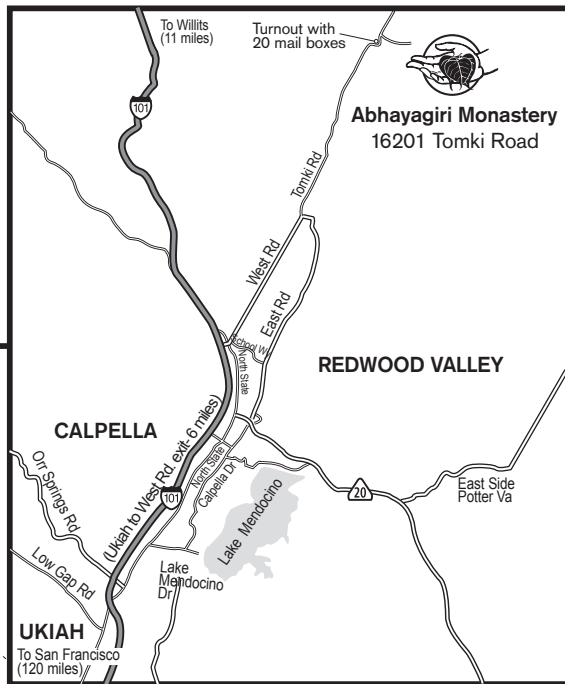 To Willits
(11 miles)
Turnout with
20 mail boxes
101
Abhayagiri Monastery
16201 Tomki Road
Tomki Rd
West Rd
East Rd
School W
North State
REDWOOD VALLEY
CALPELLA
(Ukiah to West Rd. exit- 6 miles)
North State
Calpella Dr
Orr Springs Rd
101
20
East Side
Potter Va
Lake Mendocino
Low Gap Rd
Lake
Mendocino
Dr
UKIAH
To San Francisco
(120 miles)